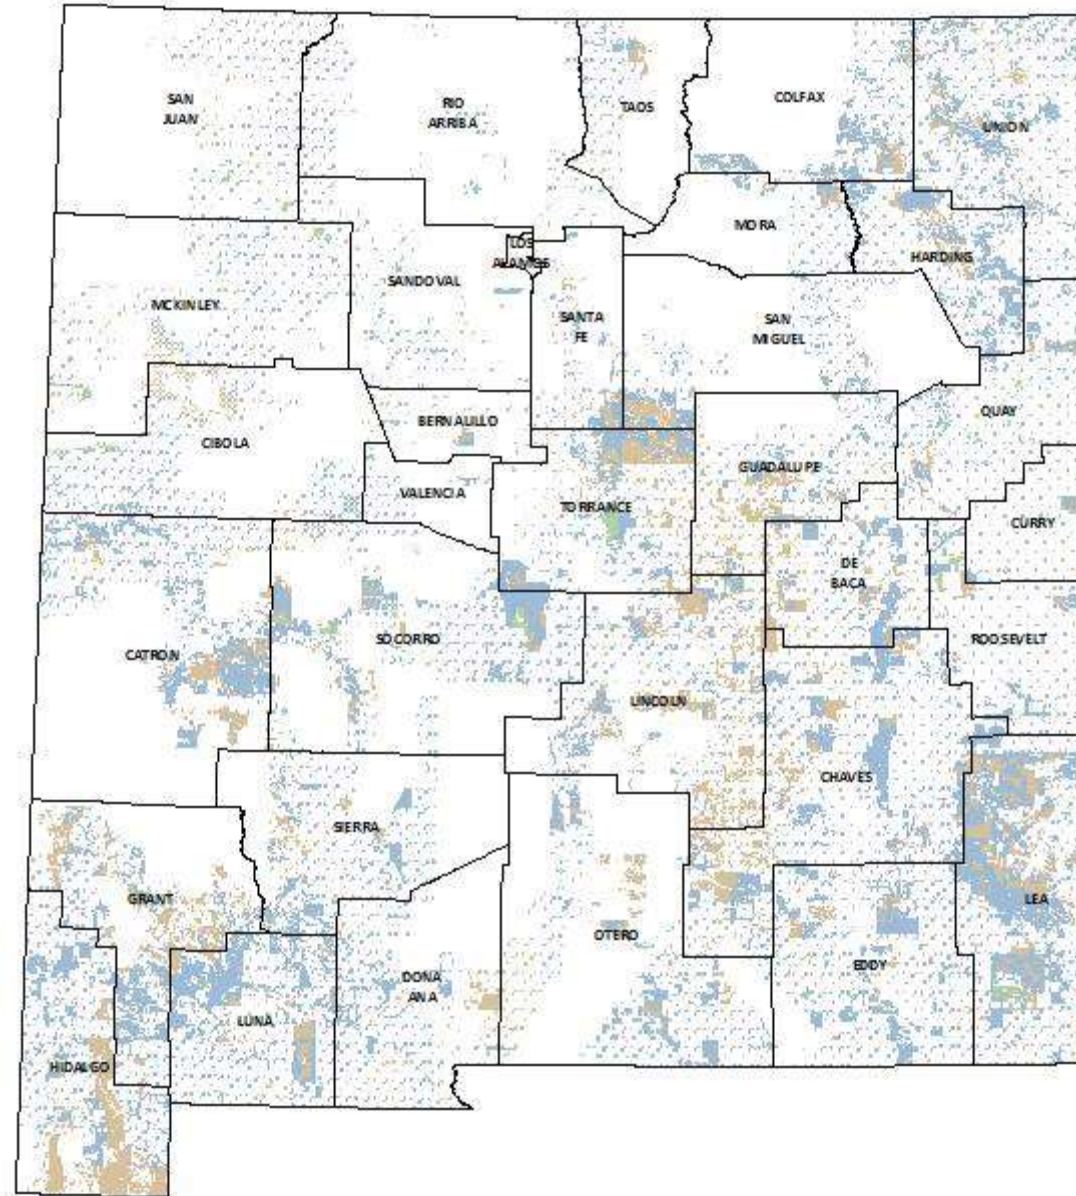 SAN
JUAN
RIO
ARRIBA
TAOS
COLFAX
UNION
MORA
HARDING
LOS
ALAMOS
SANDOVAL
MCKINLEY
SANTA
FE
SAN
MIGUEL
QUAY
BERNALILLO
CIBOLA
GUADALUPE
VALENCIA
TORRANCE
CURRY
DE
BACA
SOCORRO
ROOSEVELT
CATRON
LINCOLN
CHAVES
SIERRA
GRANT
LEA
OTERO
EDDY
DONA
ANA
LUNA
HIDALGO